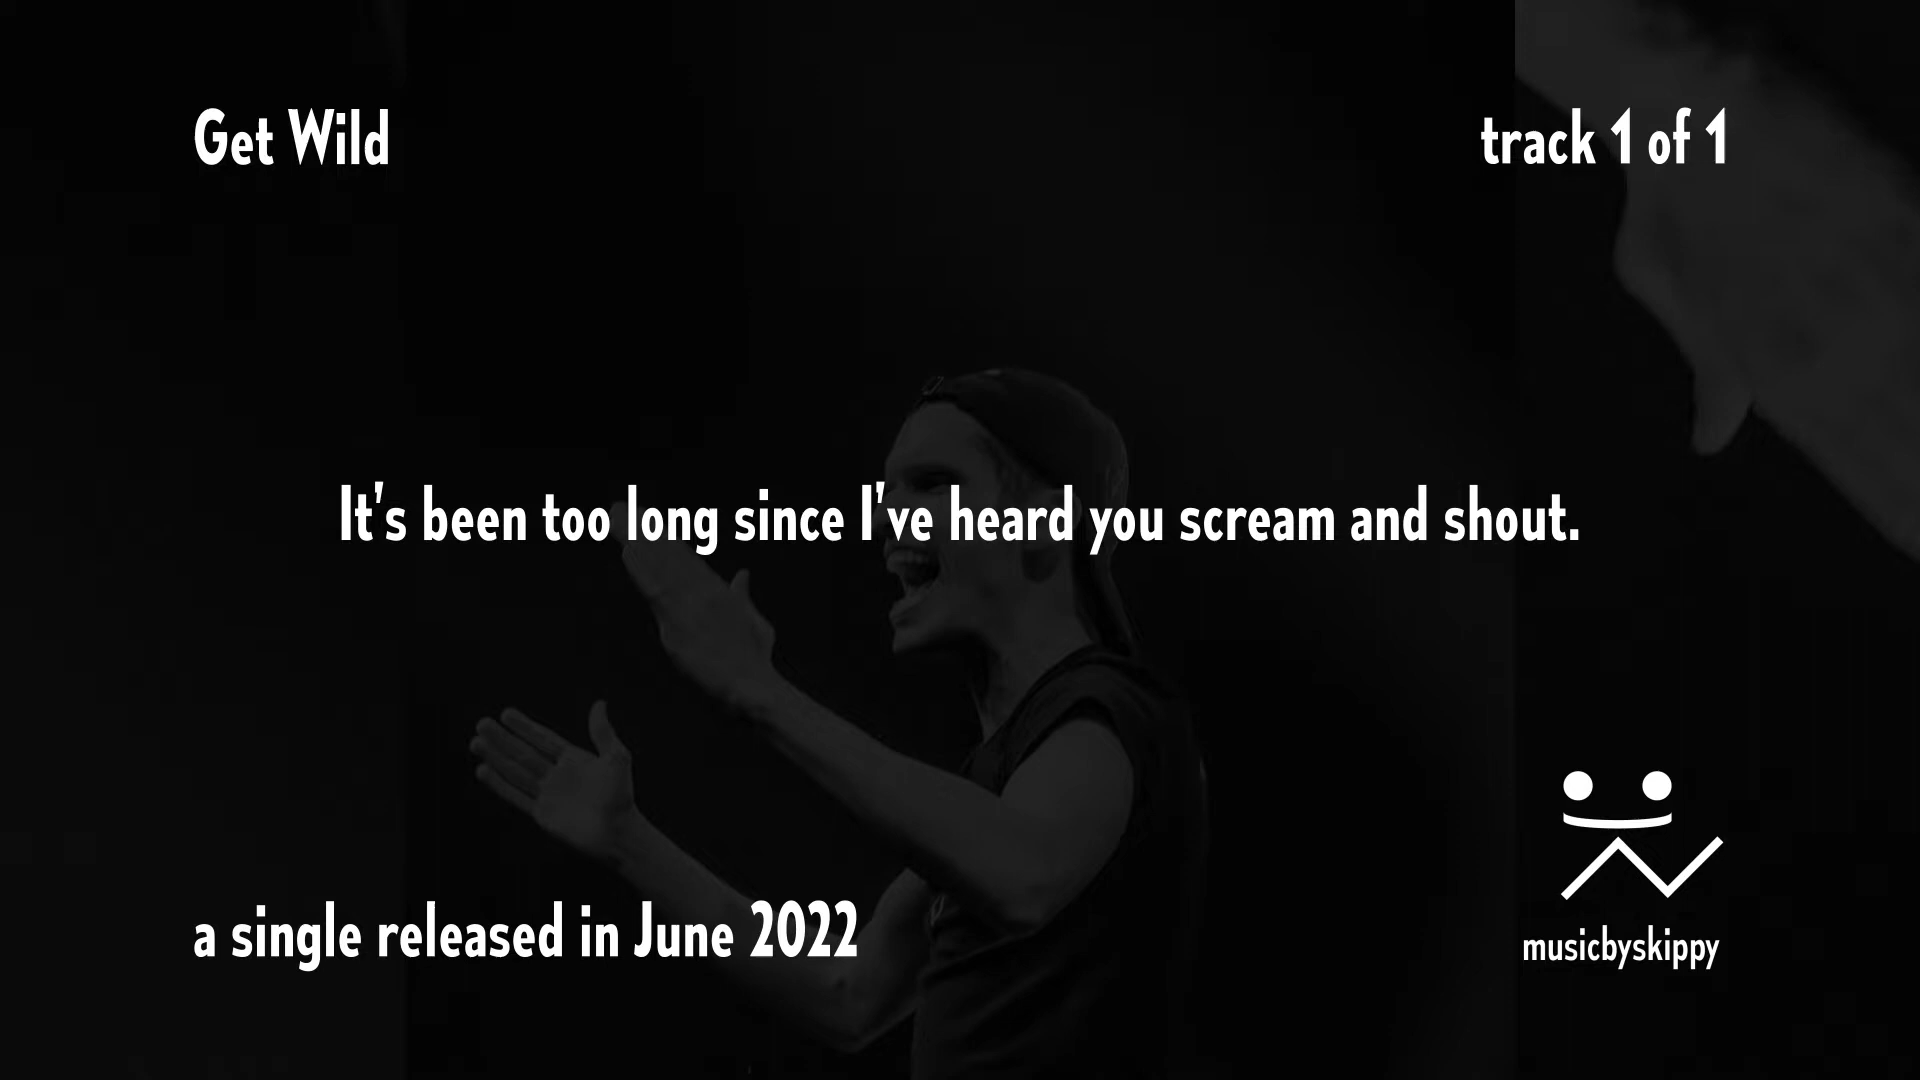 Get Wild
track 1 of 1
It's been too long since I've heard you scream and shout.
a single released in June 2022
musicbyskippy